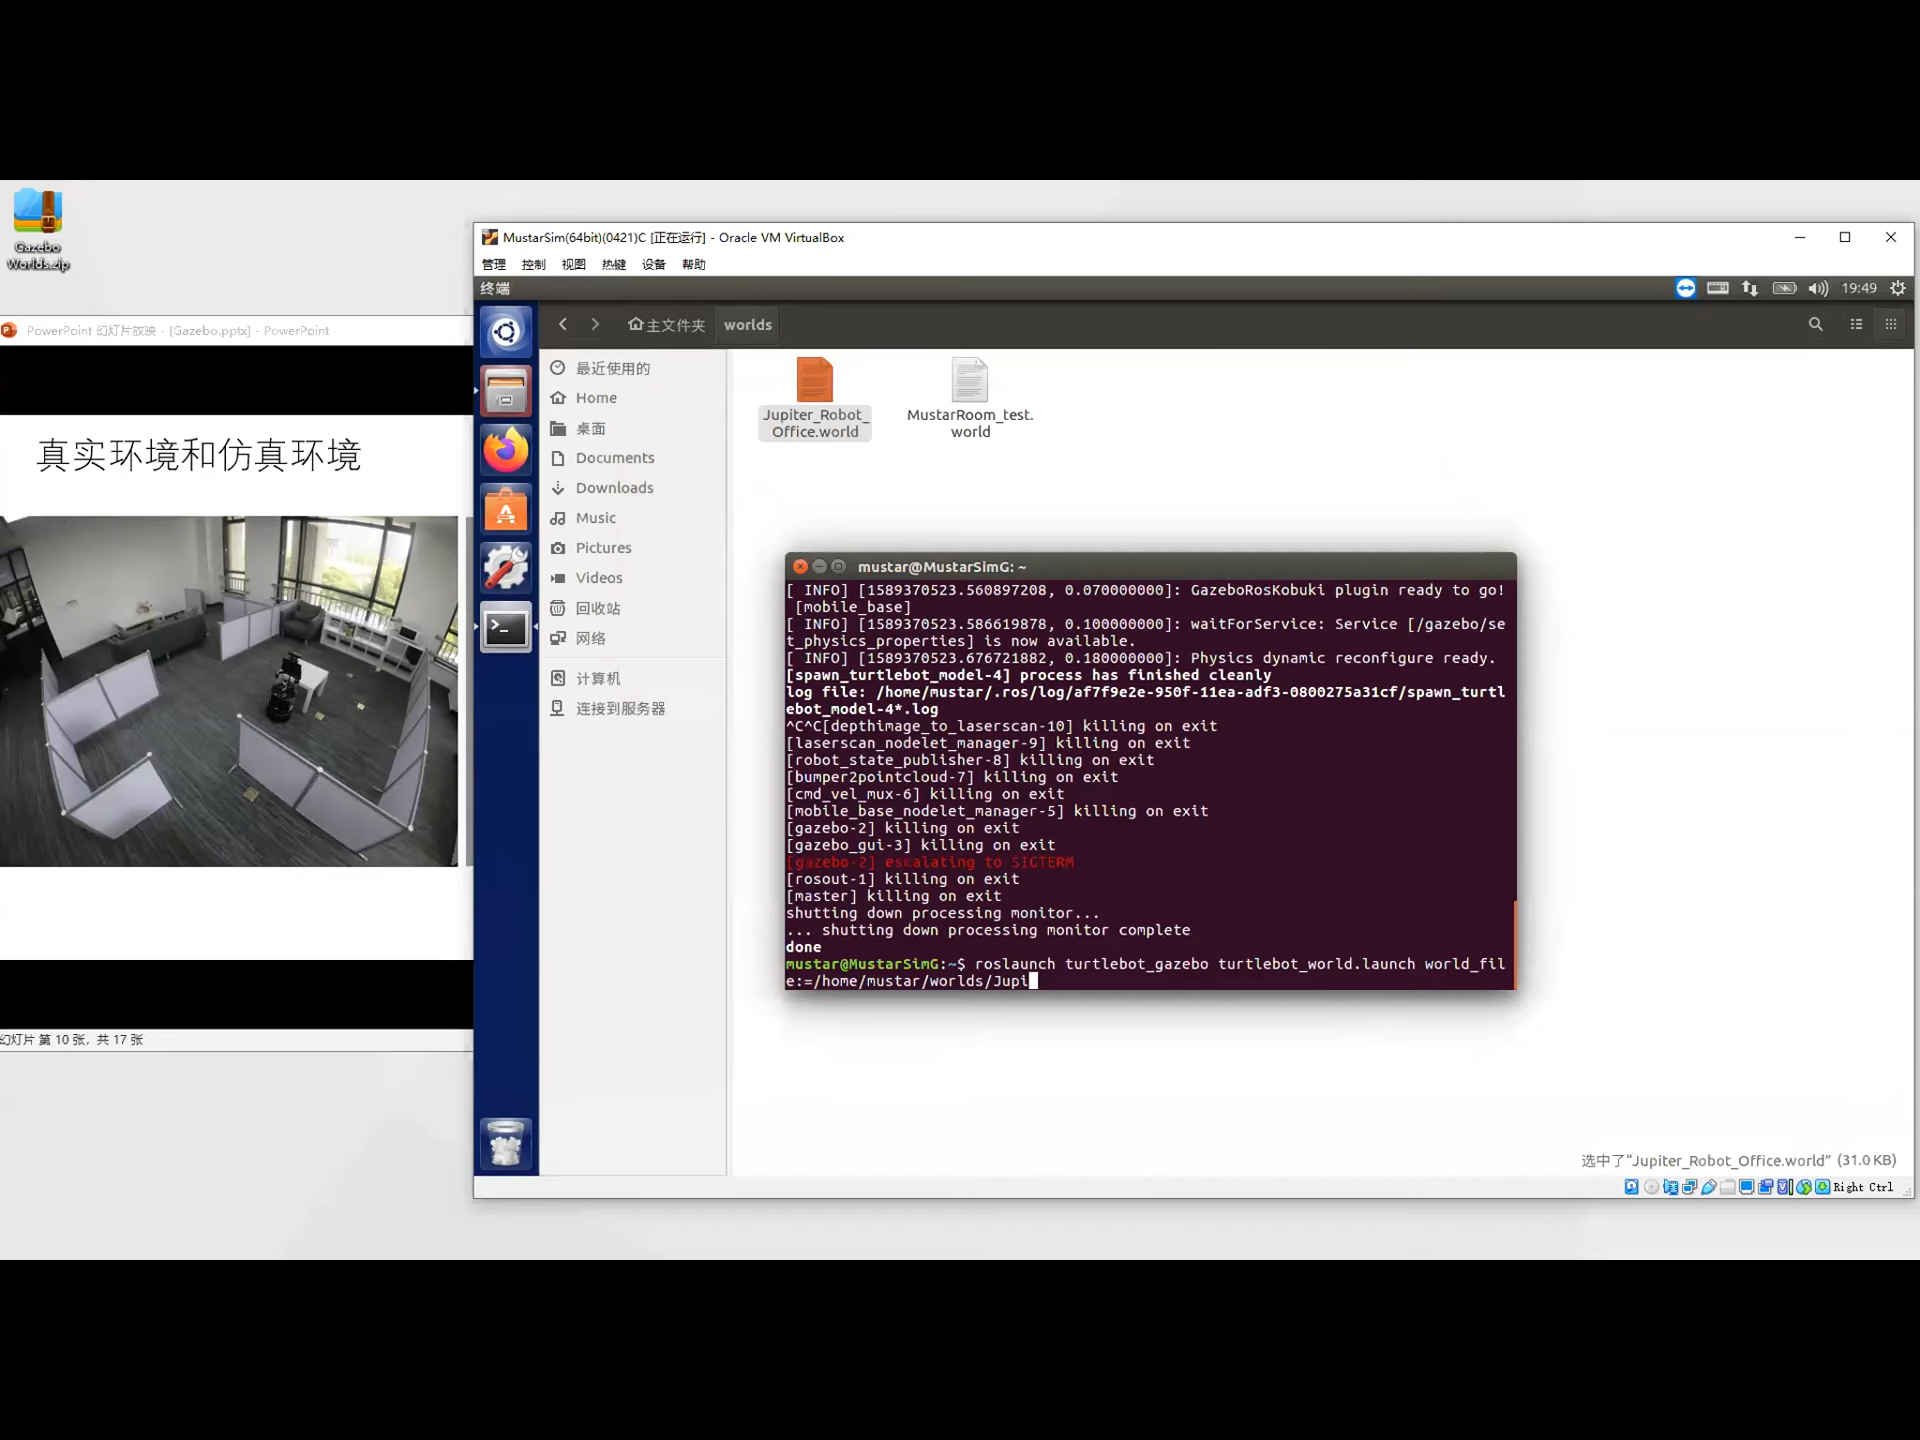 Gazebo
Worlds.zip
PowerPoint 幻灯片放映 - [Gazebo.pptx] - PowerPoint
真实环境和仿真环境
幻灯片 第 10 张，共 17 张
MustarSim(64bit)(0421)C [正在运行] - Oracle VM VirtualBox
管理 控制 视图 热键 设备 帮助
终端
19:49
主文件夹 worlds
最近使用的
Home
桌面
Documents
Downloads
Music
Pictures
Videos
回收站
网络
计算机
连接到服务器
Jupiter_Robot_
Office.world
MustarRoom_test.
world
mustar@MustarSimG: ~
[ INFO] [1589370523.560897208, 0.070000000]: GazeboRosKobuki plugin ready to go!
[mobile_base]
[ INFO] [1589370523.586619878, 0.100000000]: waitForService: Service [/gazebo/se
t_physics_properties] is now available.
[ INFO] [1589370523.676721882, 0.180000000]: Physics dynamic reconfigure ready.
[spawn_turtlebot_model-4] process has finished cleanly
log file: /home/mustar/.ros/log/af7f9e2e-950f-11ea-adf3-0800275a31cf/spawn_turtl
ebot_model-4*.log
^C^C[depthimage_to_laserscan-10] killing on exit
[laserscan_nodelet_manager-9] killing on exit
[robot_state_publisher-8] killing on exit
[bumper2pointcloud-7] killing on exit
[cmd_vel_mux-6] killing on exit
[mobile_base_nodelet_manager-5] killing on exit
[gazebo-2] killing on exit
[gazebo_gui-3] killing on exit
[gazebo-2] escalating to SIGTERM
[rosout-1] killing on exit
[master] killing on exit
shutting down processing monitor...
... shutting down processing monitor complete
done
mustar@MustarSimG:~$ roslaunch turtlebot_gazebo turtlebot_world.launch world_fil
e:=/home/mustar/worlds/Jupi
选中了“Jupiter_Robot_Office.world” (31.0 KB)
Right Ctrl